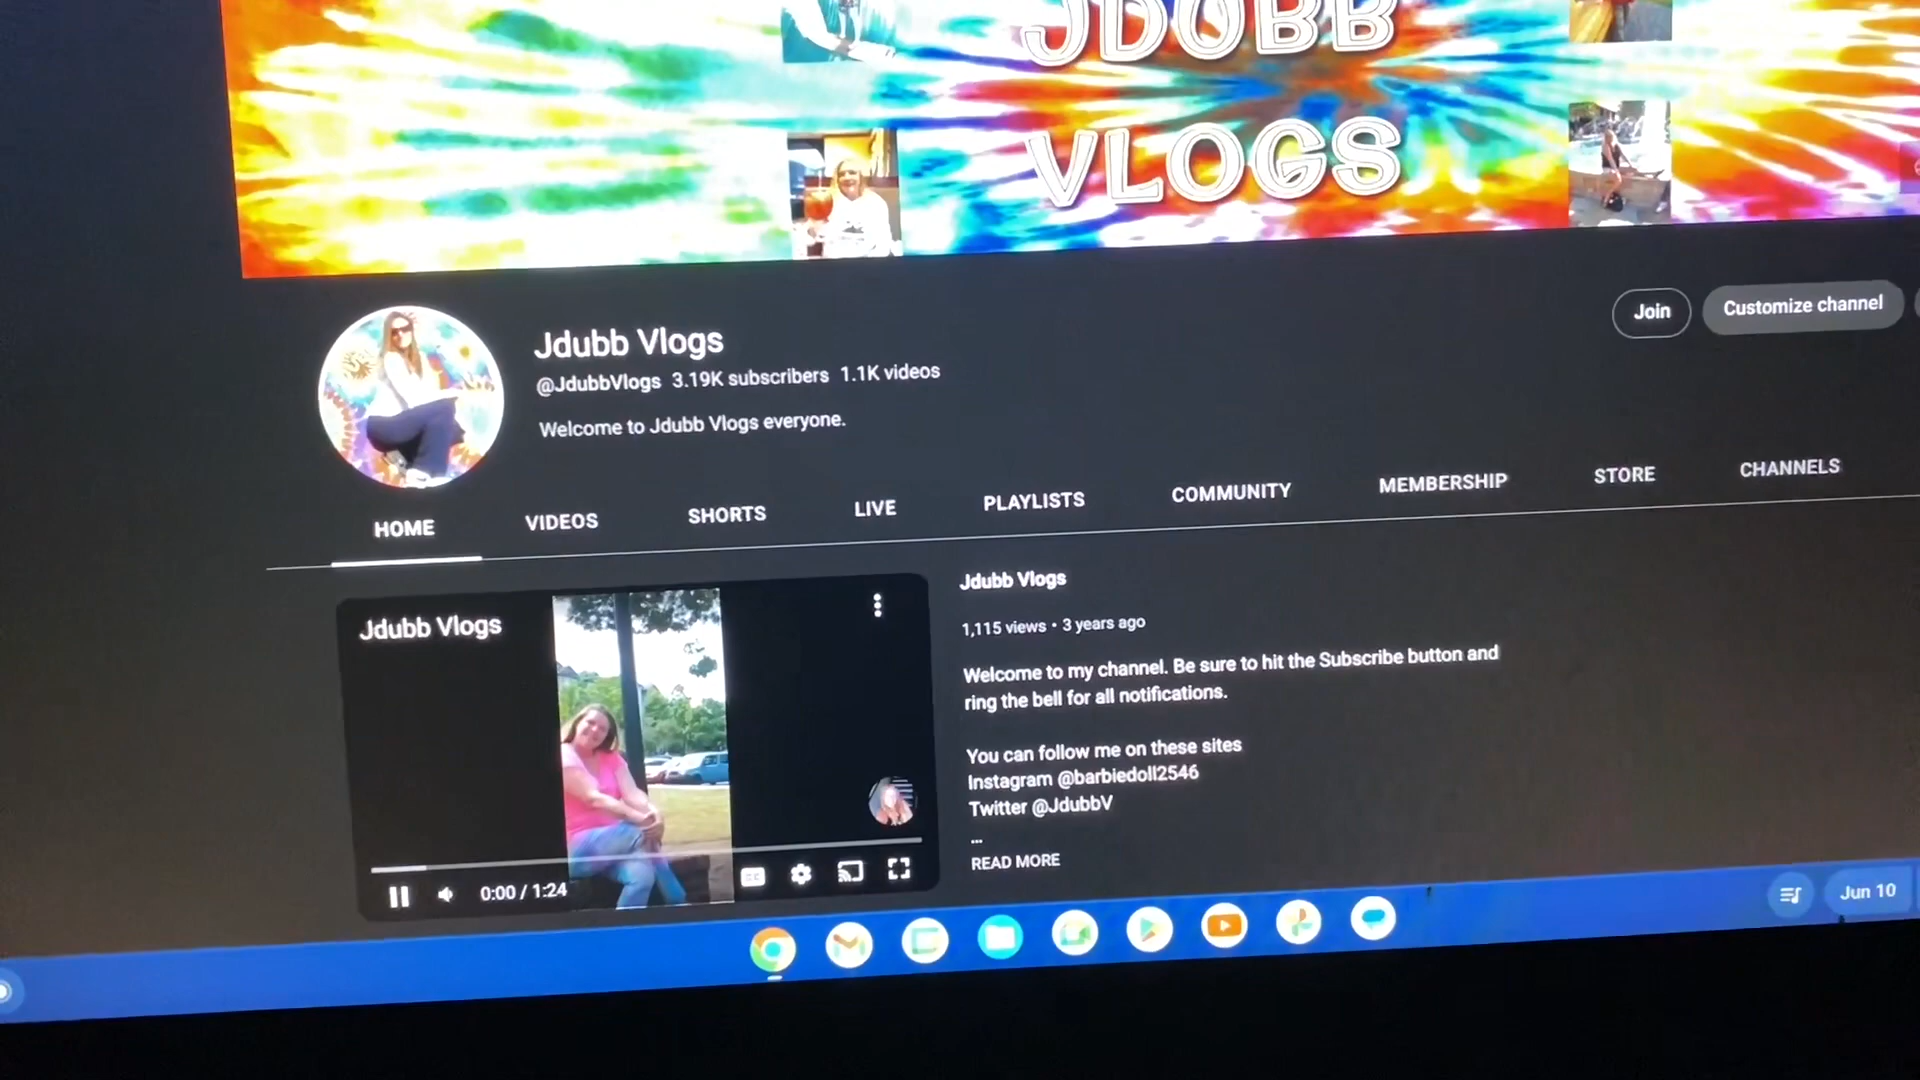 JDUBB
VLOGS
Join
Customize channel
Jdubb Vlogs
@JdubbVlogs 3.19K subscribers 1.1K videos
Welcome to Jdubb Vlogs everyone.
HOME VIDEOS SHORTS LIVE PLAYLISTS COMMUNITY MEMBERSHIP STORE CHANNELS
Jdubb Vlogs
0:00 / 1:24
Jdubb Vlogs
1,115 views • 3 years ago
Welcome to my channel. Be sure to hit the Subscribe button and
ring the bell for all notifications.
You can follow me on these sites
Instagram @barbiedoll2546
Twitter @JdubbV
...
READ MORE
Jun 10